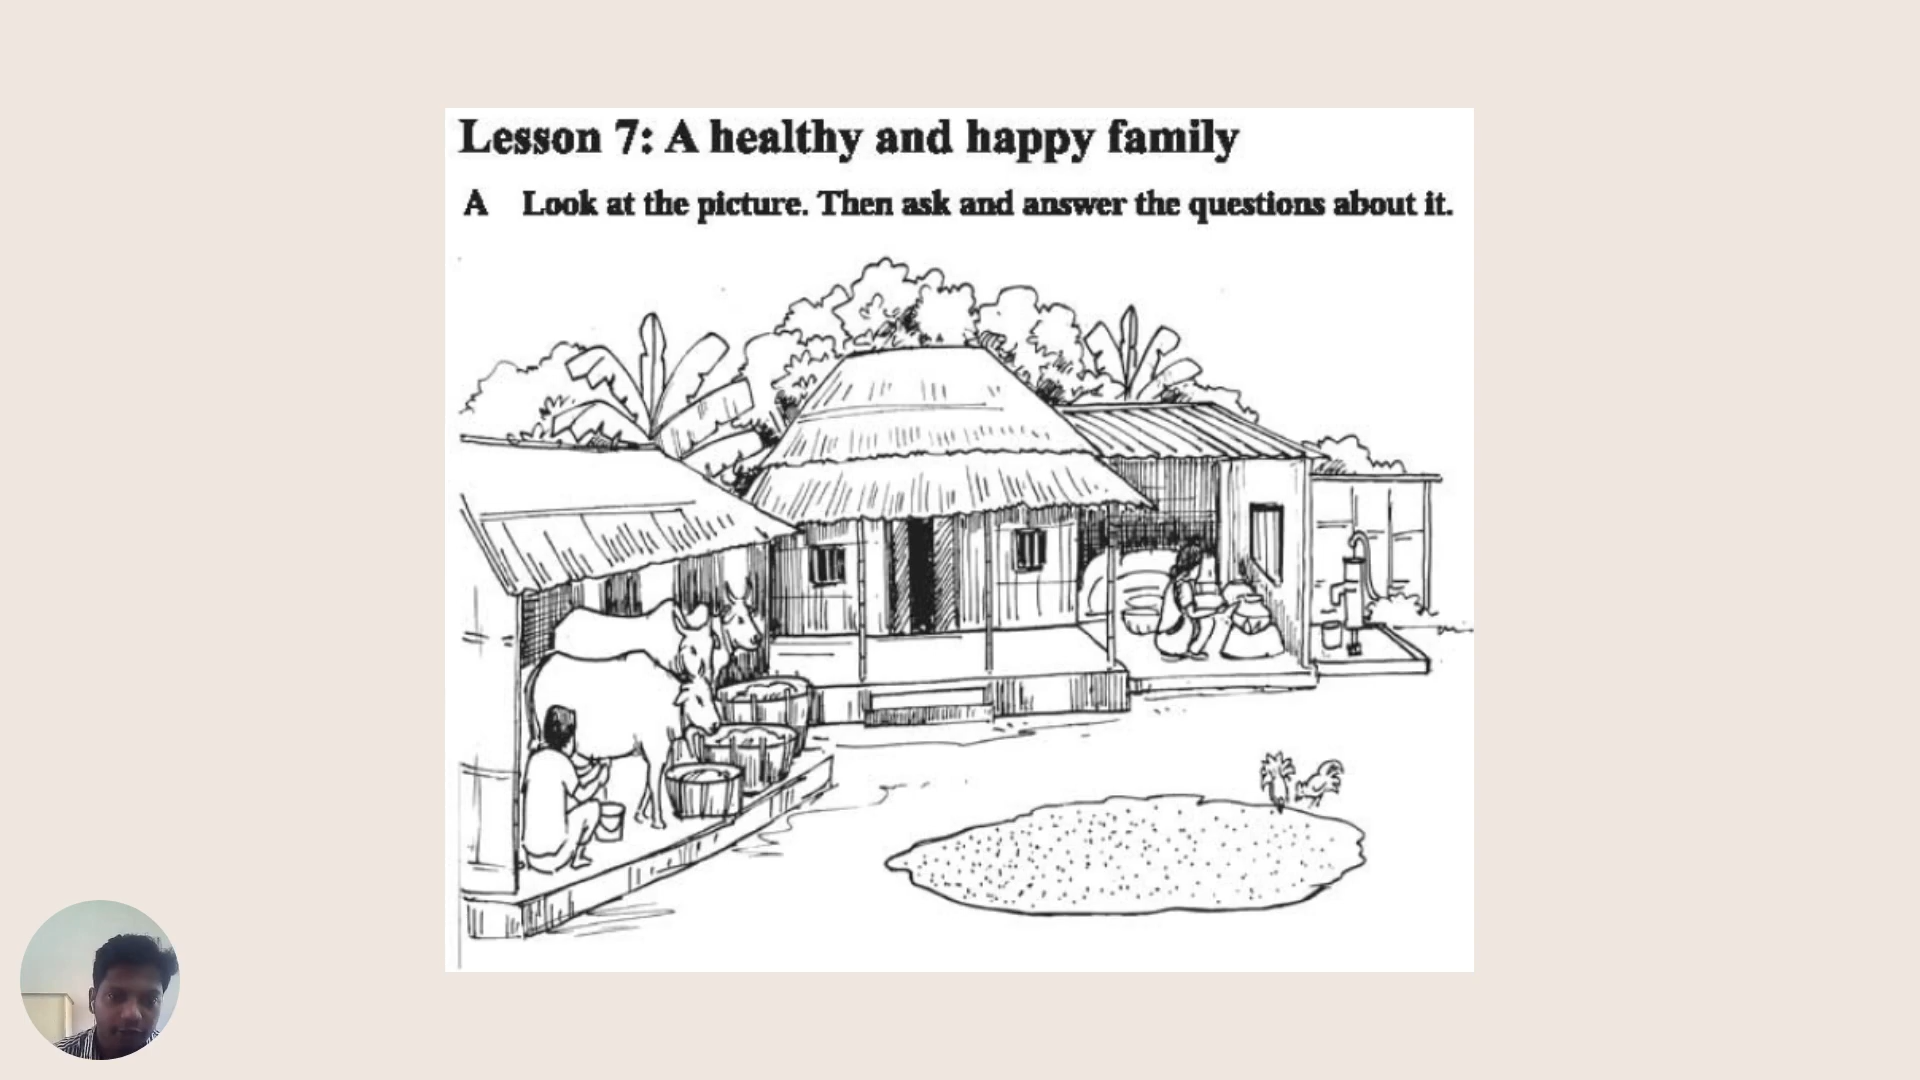 Lesson 7: A healthy and happy family
A Look at the picture. Then ask and answer the questions about it.